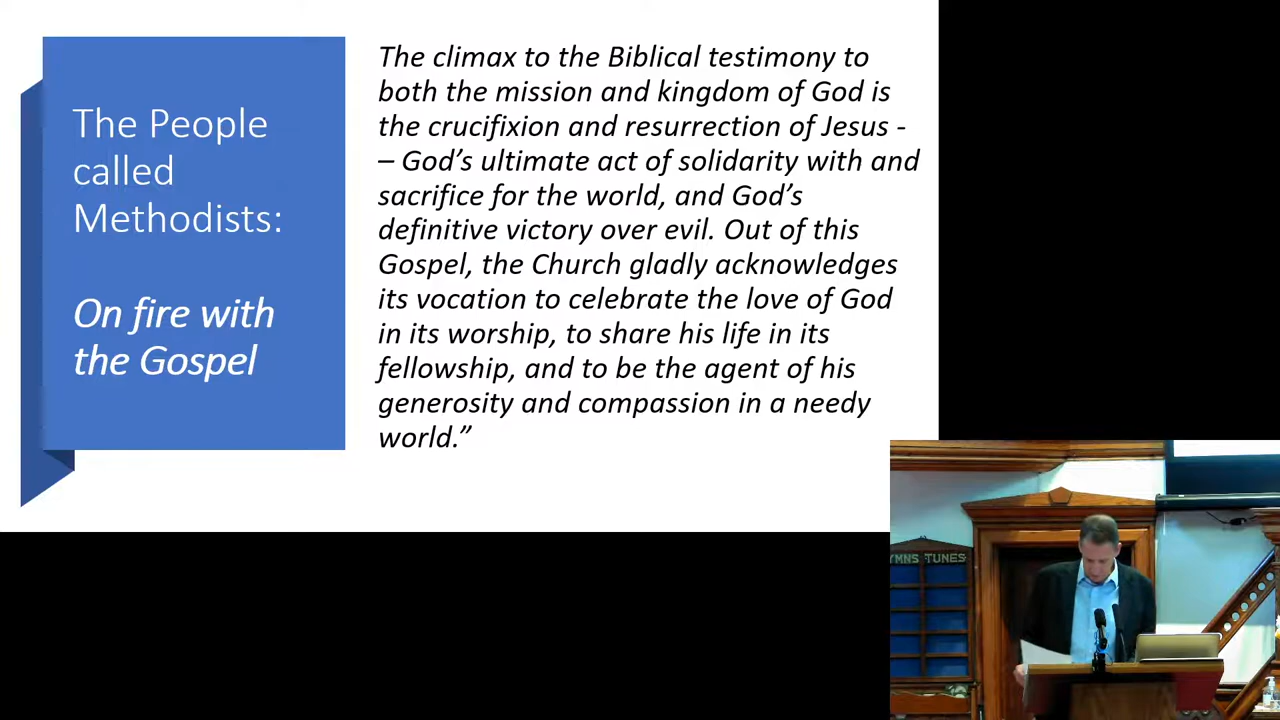 The People
called
Methodists:
On fire with
the Gospel
The climax to the Biblical testimony to
both the mission and kingdom of God is
the crucifixion and resurrection of Jesus -
– God’s ultimate act of solidarity with and
sacrifice for the world, and God’s
definitive victory over evil. Out of this
Gospel, the Church gladly acknowledges
its vocation to celebrate the love of God
in its worship, to share his life in its
fellowship, and to be the agent of his
generosity and compassion in a needy
world.”
YMNS TUNES